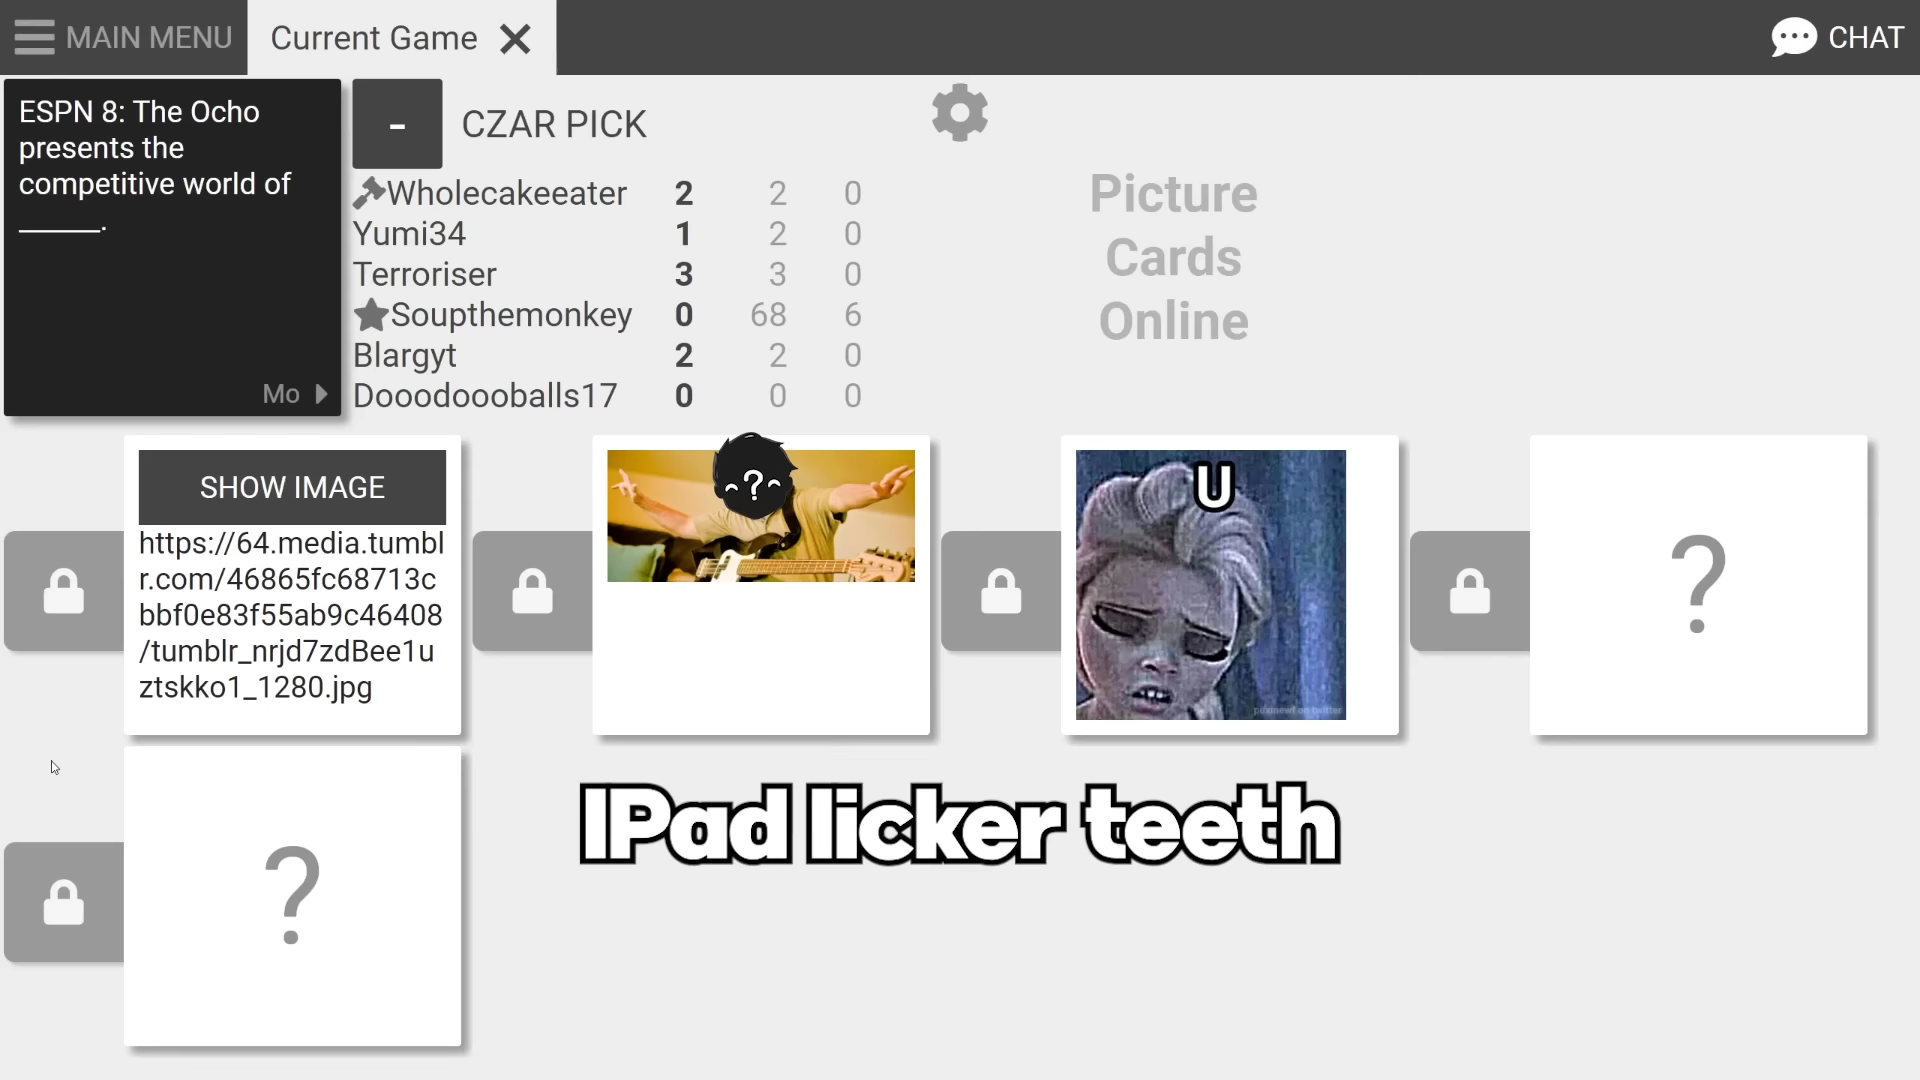 MAIN MENU
Current Game
CHAT
ESPN 8: The Ocho
presents the
competitive world of
______.
Mo
-
CZAR PICK
Wholecakeeater 2 2 0
Yumi34 1 2 0
Terroriser 3 3 0
Soupthemonkey 0 68 6
Blargyt 2 2 0
Dooodoooballs17 0 0 0
Picture
Cards
Online
SHOW IMAGE
https://64.media.tumbl
r.com/46865fc68713c
bbf0e83f55ab9c46408
/tumblr_nrjd7zdBee1u
ztskko1_1280.jpg
?
U
?
?
IPad licker teeth